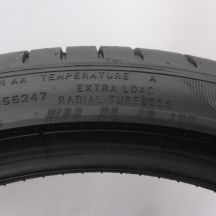 N AA TEMPERATURE A
EXTRA LOAD
55347
RADIAL TUBELESS